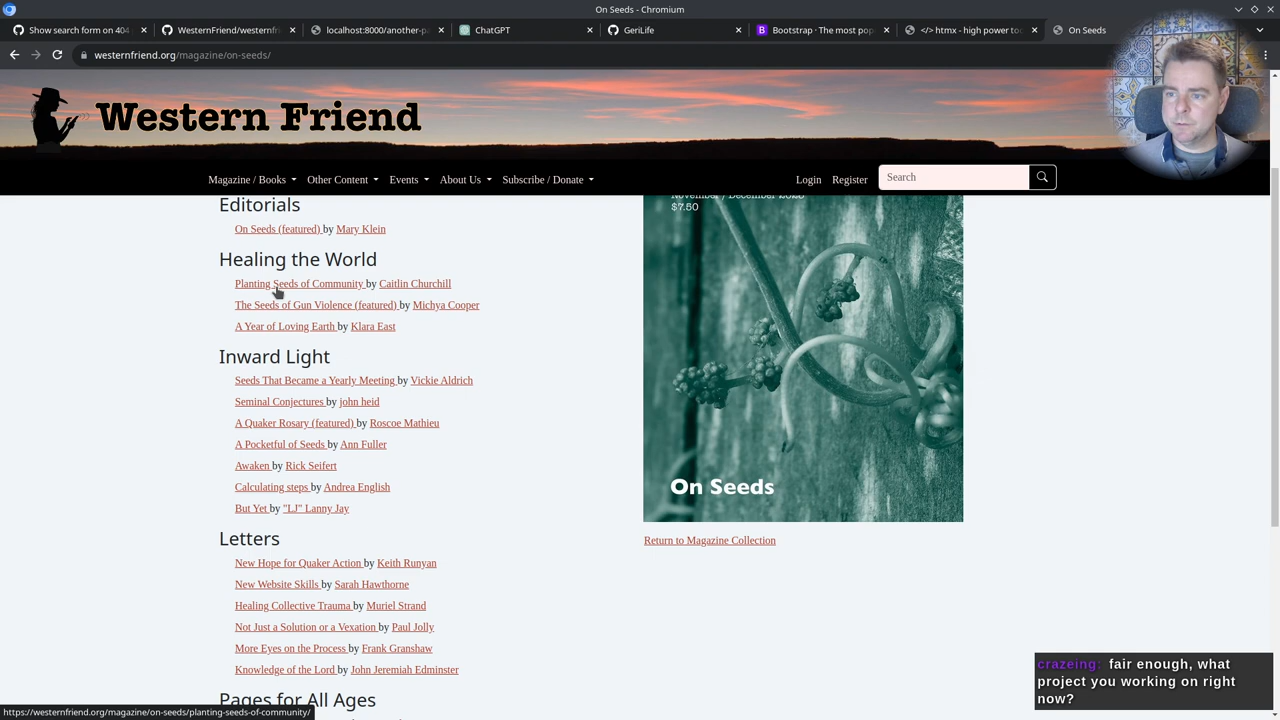 On Seeds - Chromium
Show search form on 404
WesternFriend/westernfr
localhost:8000/another-pa
ChatGPT
GeriLife
Bootstrap · The most pop
</> htmx - high power too
On Seeds
westernfriend.org/magazine/on-seeds/
Western Friend
Magazine / Books
Other Content
Events
About Us
Subscribe / Donate
Login
Register
Search
Editorials
On Seeds (featured) by Mary Klein
Healing the World
Planting Seeds of Community by Caitlin Churchill
The Seeds of Gun Violence (featured) by Michya Cooper
A Year of Loving Earth by Klara East
Inward Light
Seeds That Became a Yearly Meeting by Vickie Aldrich
Seminal Conjectures by john heid
A Quaker Rosary (featured) by Roscoe Mathieu
A Pocketful of Seeds by Ann Fuller
Awaken by Rick Seifert
Calculating steps by Andrea English
But Yet by "LJ" Lanny Jay
Letters
New Hope for Quaker Action by Keith Runyan
New Website Skills by Sarah Hawthorne
Healing Collective Trauma by Muriel Strand
Not Just a Solution or a Vexation by Paul Jolly
More Eyes on the Process by Frank Granshaw
Knowledge of the Lord by John Jeremiah Edminster
Pages for All Ages
November / December 2023
$7.50
On Seeds
Return to Magazine Collection
crazeing: fair enough, what
project you working on right
now?
https://westernfriend.org/magazine/on-seeds/planting-seeds-of-community/